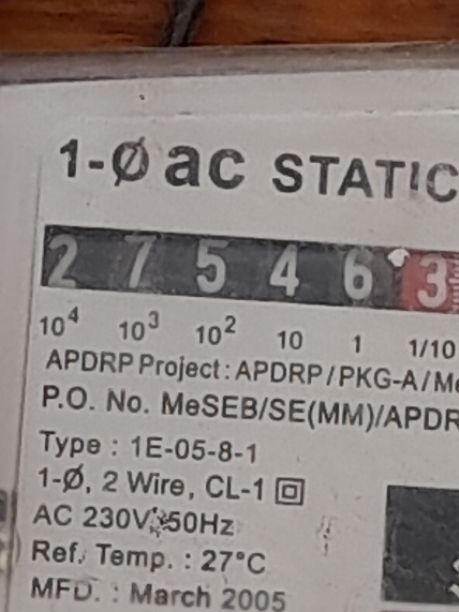 1-Ø ac STATIC
2 7 5 4 6 3
10⁴ 10³ 10² 10 1 1/10
APDRP Project : APDRP/PKG-A/Me
P.O. No. MeSEB/SE(MM)/APDR
Type : 1E-05-8-1
1-Ø, 2 Wire, CL-1
AC 230V 50Hz
Ref. Temp. : 27°C
MFD. : March 2005